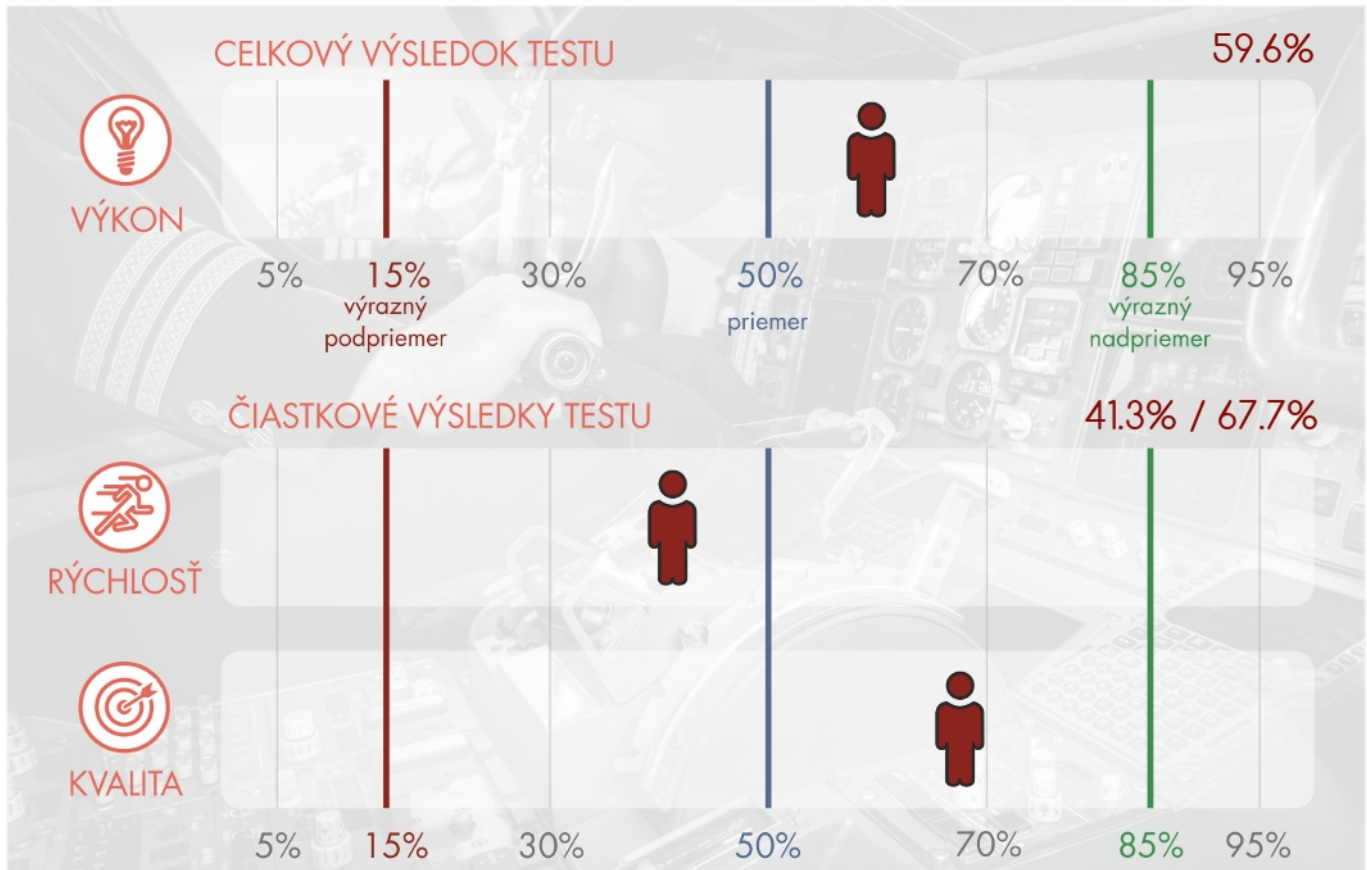 CELKOVÝ VÝSLEDOK TESTU 59.6%
VÝKON
5% 15% 30% 50% 70% 85% 95%
výrazný podpriemer
priemer
výrazný nadpriemer
ČIASTKOVÉ VÝSLEDKY TESTU 41.3% / 67.7%
RÝCHLOSŤ
KVALITA
5% 15% 30% 50% 70% 85% 95%